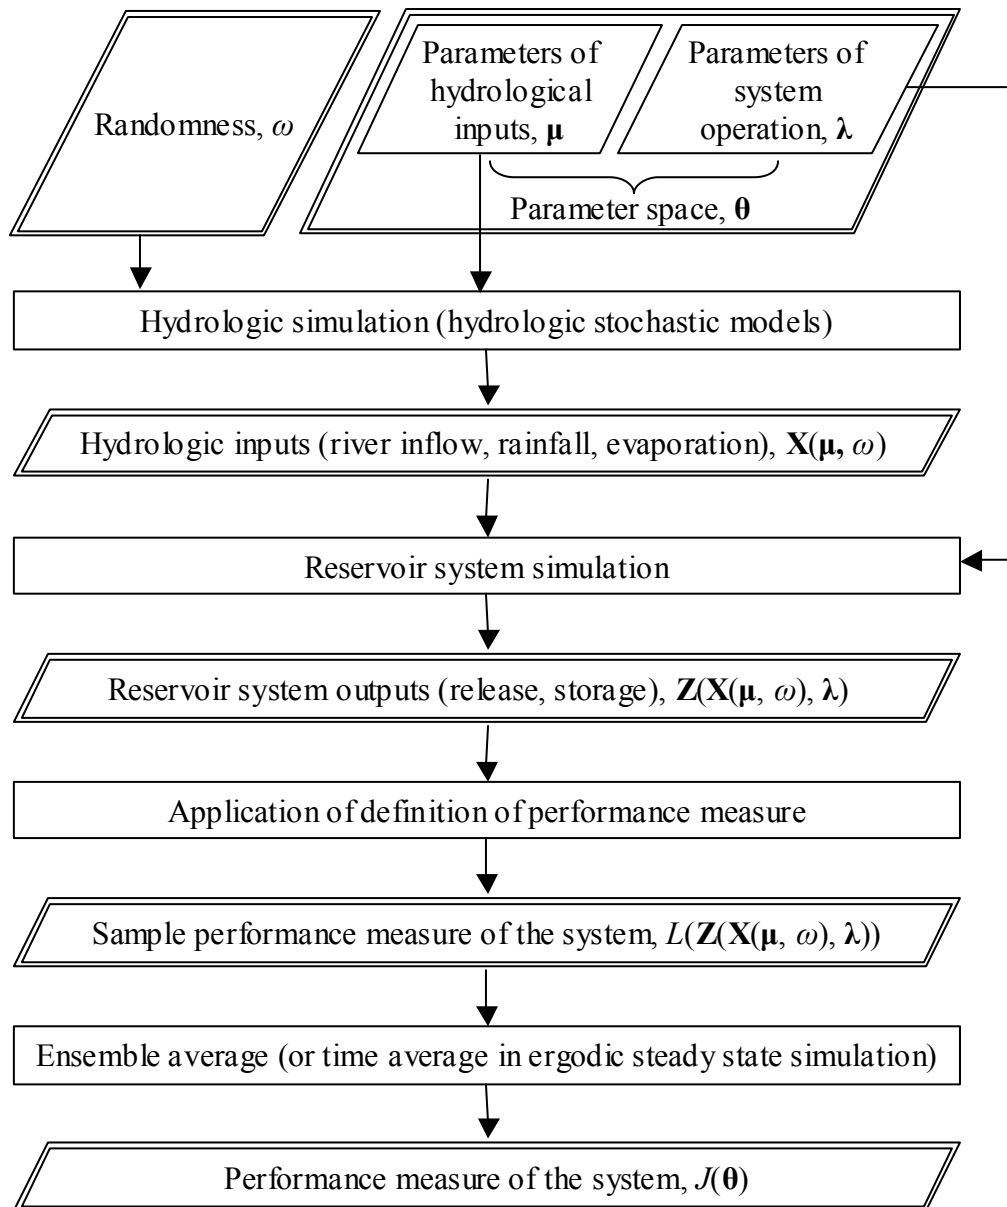 Randomness, ω
Parameters of
hydrological
inputs, μ
Parameters of
system
operation, λ
Parameter space, θ
Hydrologic simulation (hydrologic stochastic models)
Hydrologic inputs (river inflow, rainfall, evaporation), X(μ, ω)
Reservoir system simulation
Reservoir system outputs (release, storage), Z(X(μ, ω), λ)
Application of definition of performance measure
Sample performance measure of the system, L(Z(X(μ, ω), λ))
Ensemble average (or time average in ergodic steady state simulation)
Performance measure of the system, J(θ)